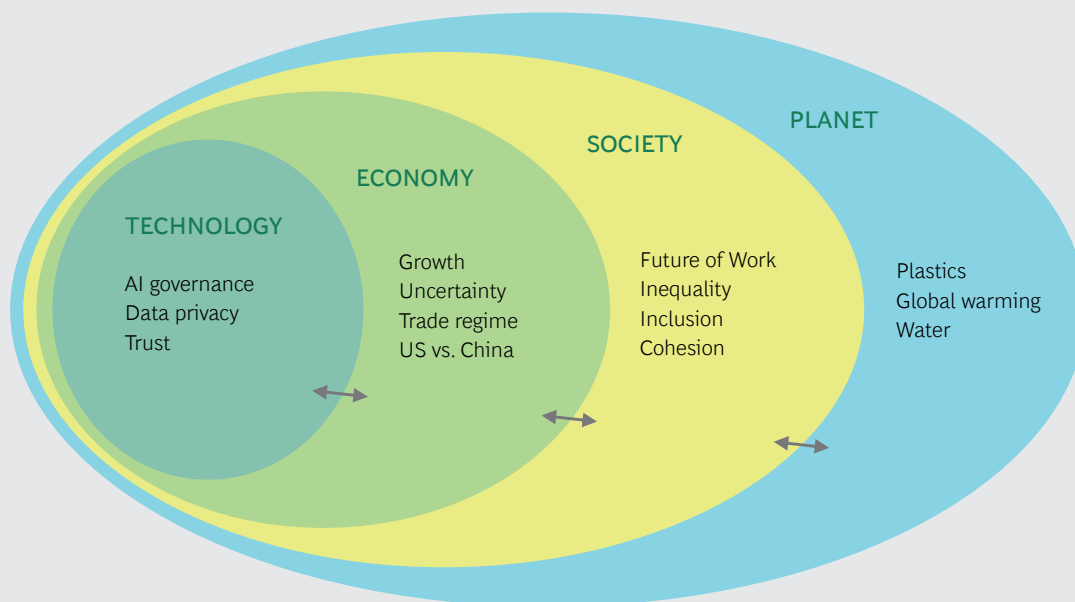 TECHNOLOGY
AI governance
Data privacy
Trust
ECONOMY
Growth
Uncertainty
Trade regime
US vs. China
SOCIETY
Future of Work
Inequality
Inclusion
Cohesion
PLANET
Plastics
Global warming
Water